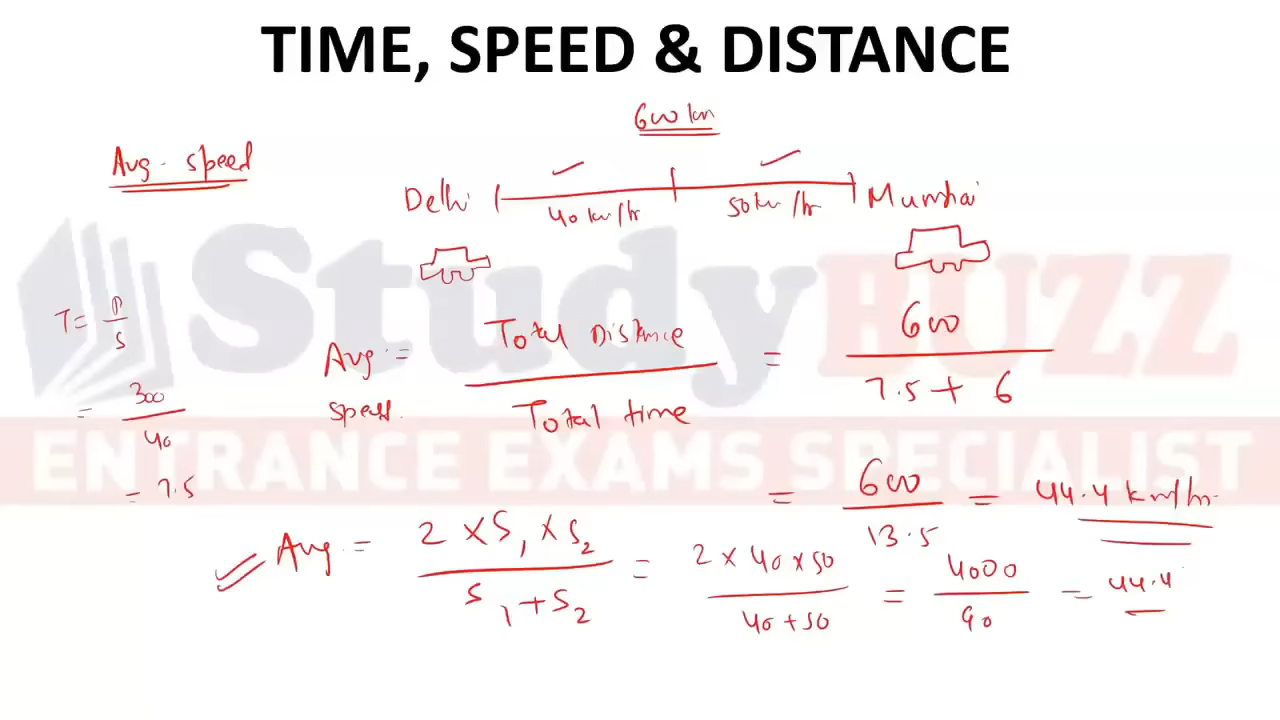 TIME, SPEED & DISTANCE
600 km
Avg. speed
Delhi 40 km/hr 50 km/hr Mumbai
T = D/S
= 300/40
= 7.5
Avg speed. = Total Distance / Total time = 600 / 7.5 + 6
= 600 / 13.5 = 44.4 km/hr.
Avg. = 2 × S1 × S2 / S1 + S2 = 2 × 40 × 50 / 40 + 50 = 4000 / 90 = 44.4
StudyBUZZ
ENTRANCE EXAMS SPECIALIST